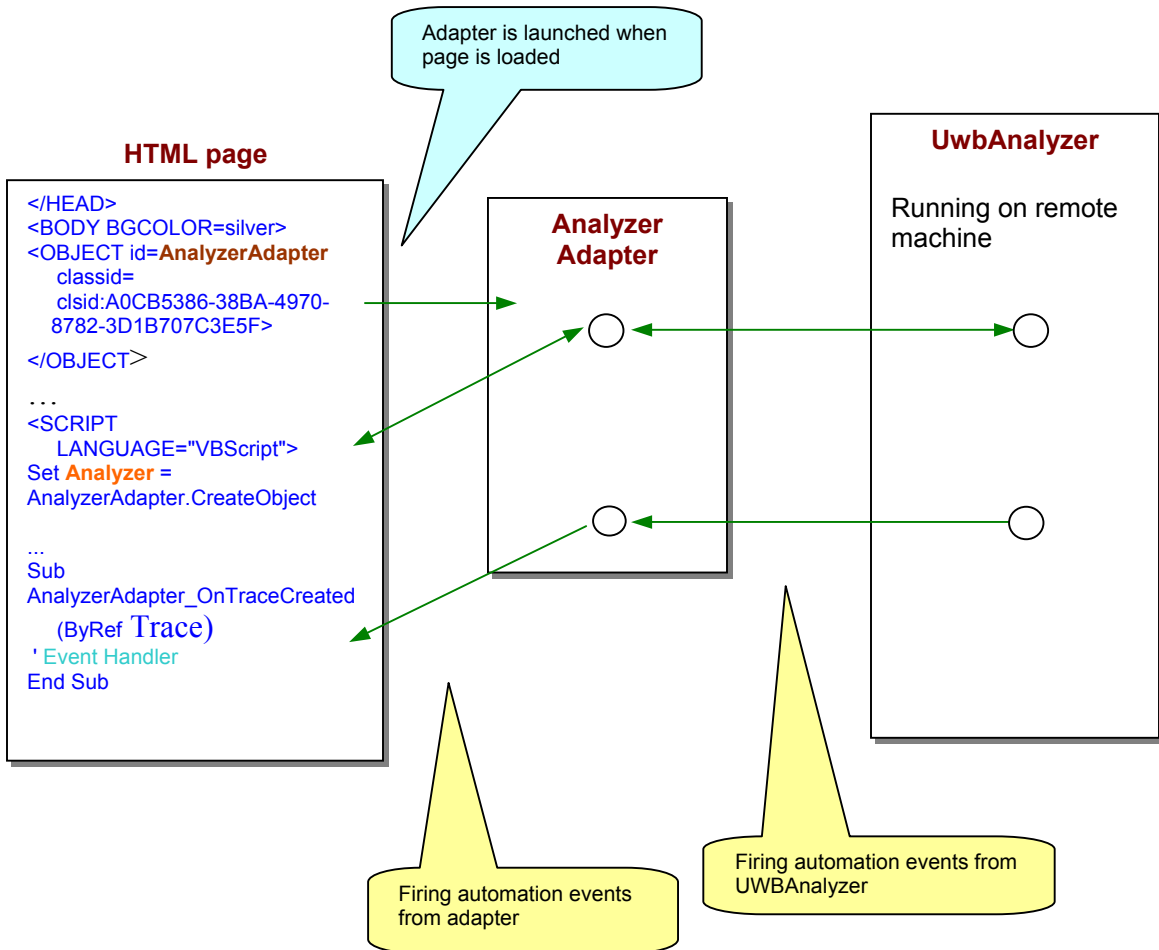 Adapter is launched when
page is loaded
HTML page
</HEAD>
<BODY BGCOLOR=silver>
<OBJECT id=AnalyzerAdapter
classid=
clsid:A0CB5386-38BA-4970-
8782-3D1B707C3E5F>
</OBJECT>
...
<SCRIPT
LANGUAGE="VBScript">
Set Analyzer =
AnalyzerAdapter.CreateObject
...
Sub
AnalyzerAdapter_OnTraceCreated
(ByRef Trace)
' Event Handler
End Sub
Analyzer
Adapter
UwbAnalyzer
Running on remote
machine
Firing automation events
from adapter
Firing automation events from
UWBAnalyzer